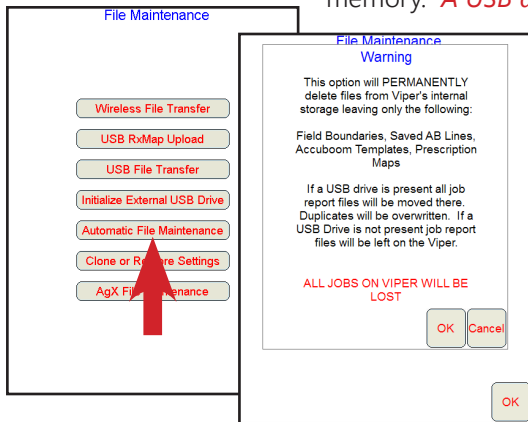 memory. A USB
File Maintenance
Wireless File Transfer
USB RxMap Upload
USB File Transfer
Initialize External USB Drive
Automatic File Maintenance
Clone or Settings
AgX
File Maintenance
Warning
This option will PERMANENTLY
delete files from Viper's internal
storage leaving only the following:
Field Boundaries, Saved AB Lines,
Accuboom Templates, Prescription
Maps
If a USB drive is present all job
report files will be moved there.
Duplicates will be overwritten. If a
USB Drive is not present job report
files will be left on the Viper.
ALL JOBS ON VIPER WILL BE
LOST
OK Cancel
OK